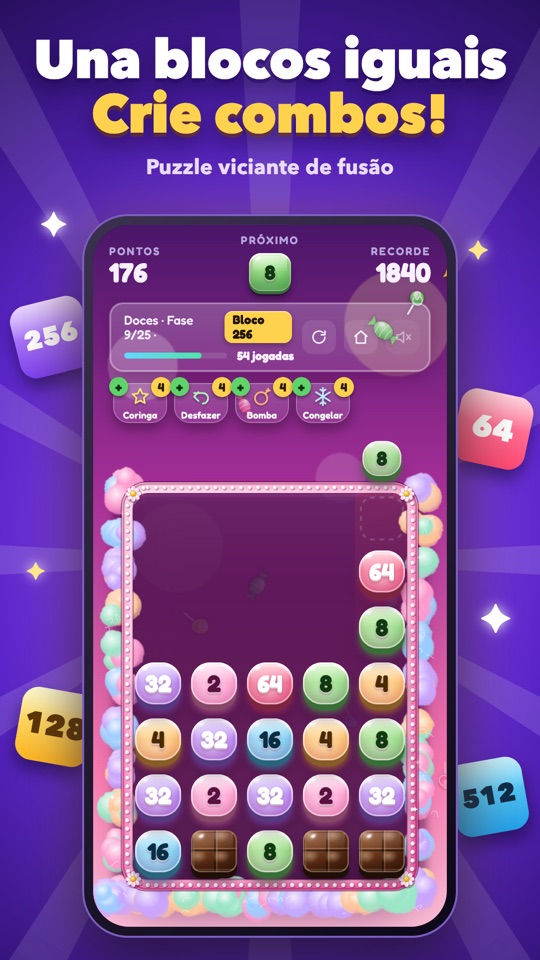 Una blocos iguais
Crie combos!
Puzzle viciante de fusão
PONTOS
PRÓXIMO
RECORDE
176
8
1840
Doces · Fase
9/25 ·
Bloco
256
54 jogadas
+ 4 + 4 + 4 + 4
Coringa Desfazer Bomba Congelar
256
64
8
64
8
32 2 64 8 4
4 32 16 4 8
128
32 2 32 2 32
512
16 8